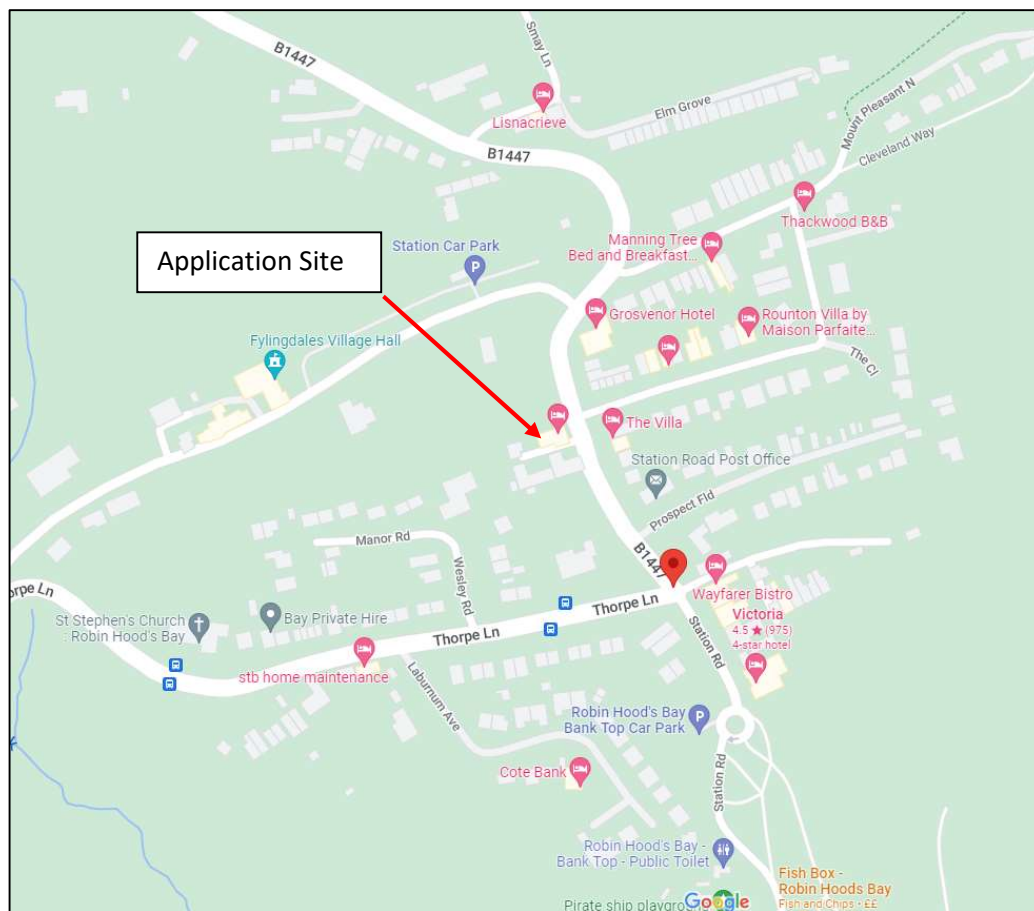 B1447
Smay Ln
Lisnacrieve
Elm Grove
Mount Pleasant N
Cleveland Way
B1447
Thackwood B&B
Application Site
Station Car Park
Manning Tree
Bed and Breakfast...
Grosvenor Hotel
Rounton Villa by
Maison Parfaite...
Fylingdales Village Hall
The Cl
The Villa
Station Road Post Office
Prospect Fld
Manor Rd
B1447
Wesley Rd
Wayfarer Bistro
orpe Ln
St Stephen's Church
: Robin Hood's Bay
Bay Private Hire
Thorpe Ln
Thorpe Ln
Victoria
4.5 ★ (975)
4-star hotel
Station Rd
stb home maintenance
Laburnum Ave
Robin Hood's Bay
Bank Top Car Park
Cote Bank
Station Rd
Robin Hood's Bay -
Bank Top - Public Toilet
Fish Box -
Robin Hoods Bay
Fish and Chips - ££
Pirate ship playground
Google